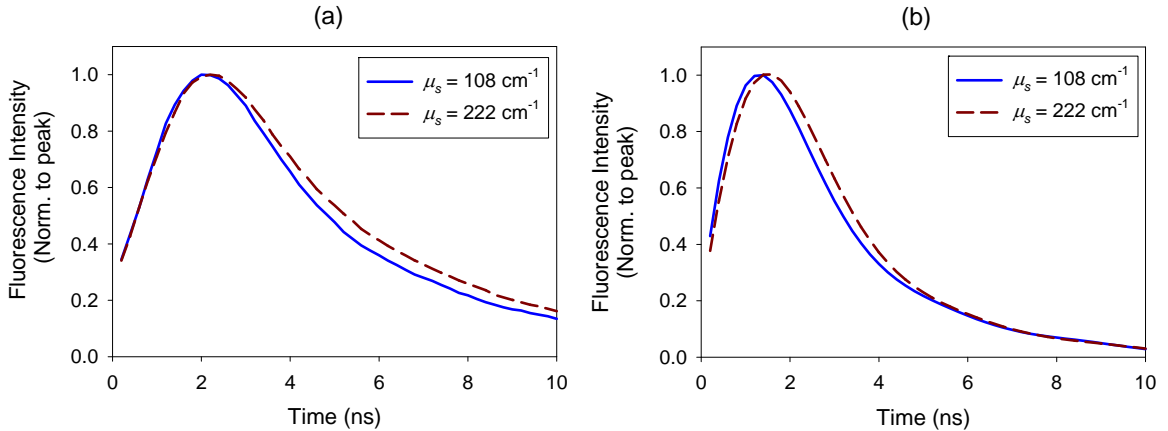 (a)
Fluorescence Intensity
(Norm. to peak)
1.0
0.8
0.6
0.4
0.2
0.0
μs = 108 cm-1
μs = 222 cm-1
0 2 4 6 8 10
Time (ns)
(b)
Fluorescence Intensity
(Norm. to peak)
1.0
0.8
0.6
0.4
0.2
0.0
μs = 108 cm-1
μs = 222 cm-1
0 2 4 6 8 10
Time (ns)